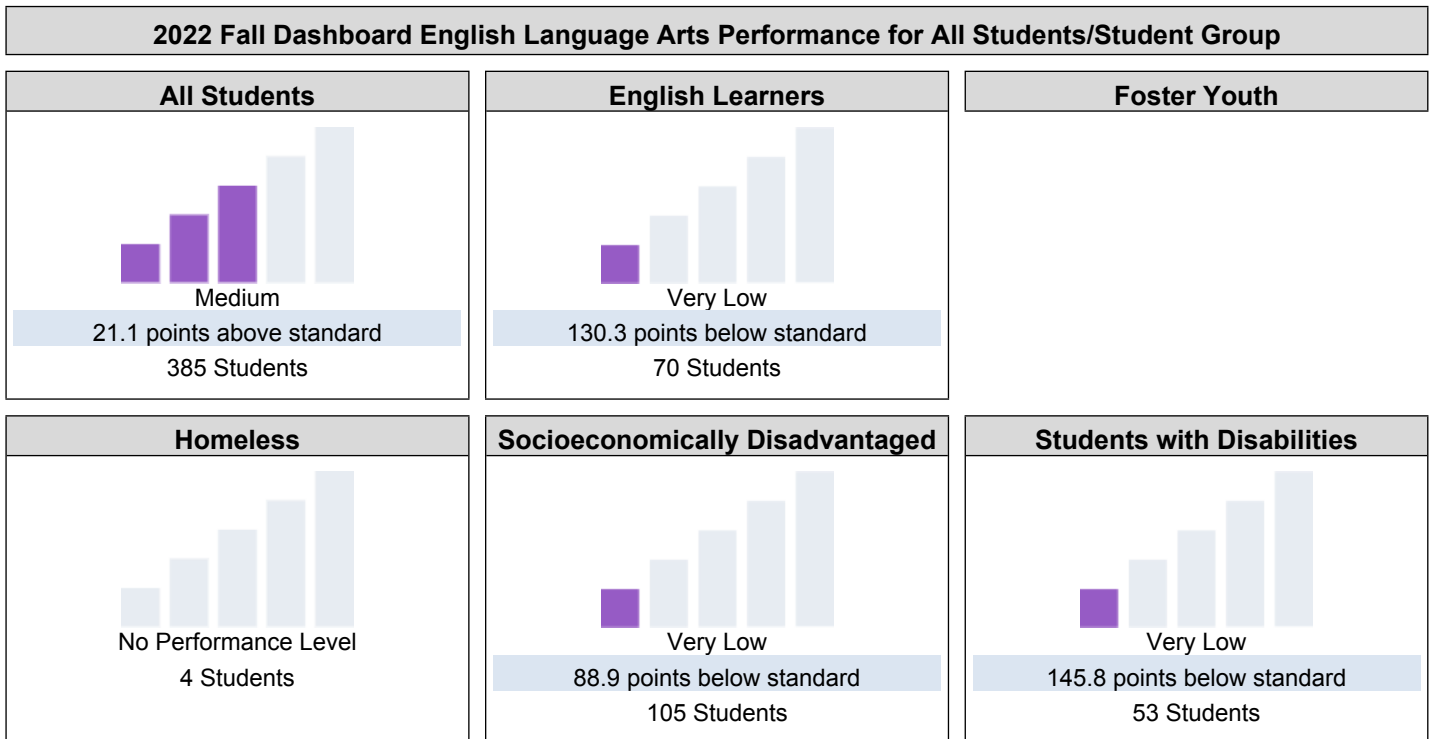 2022 Fall Dashboard English Language Arts Performance for All Students/Student Group
All Students
Medium
21.1 points above standard
385 Students
English Learners
Very Low
130.3 points below standard
70 Students
Foster Youth
Homeless
No Performance Level
4 Students
Socioeconomically Disadvantaged
Very Low
88.9 points below standard
105 Students
Students with Disabilities
Very Low
145.8 points below standard
53 Students